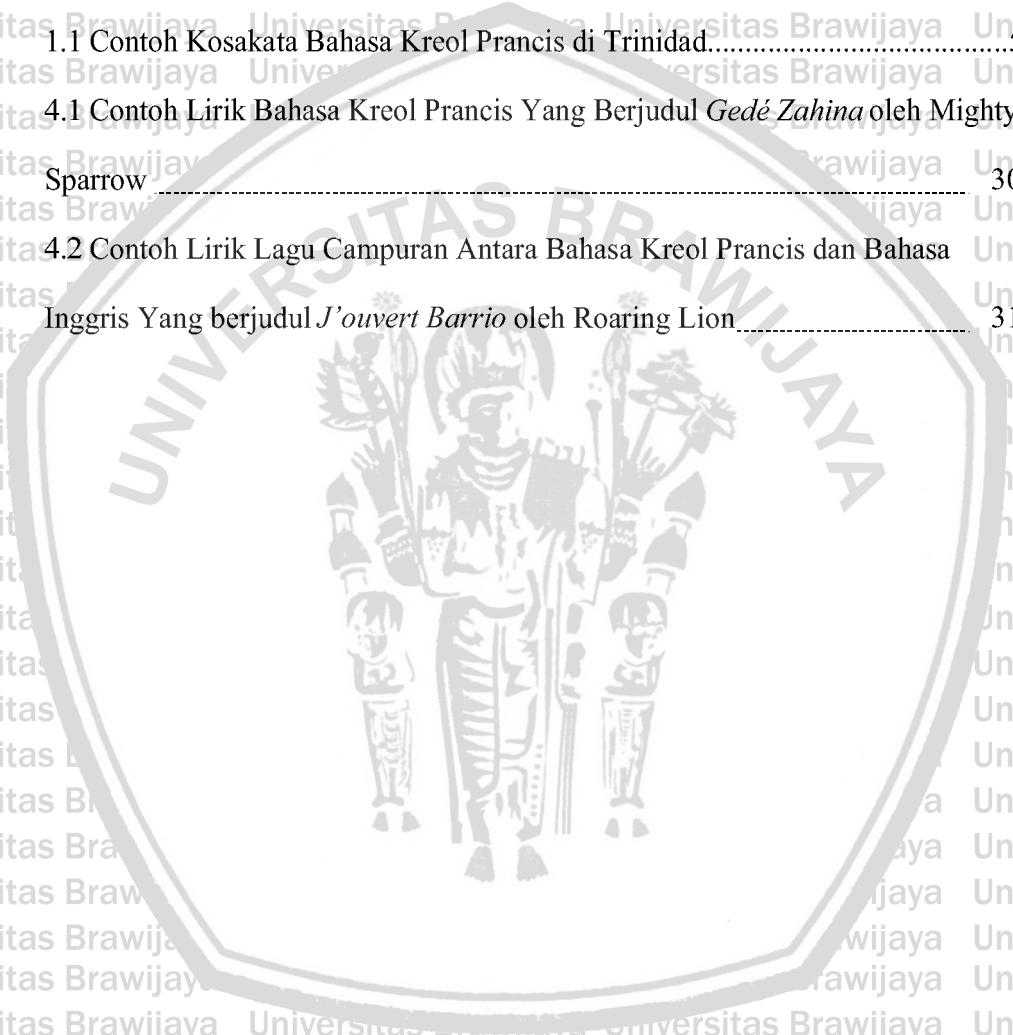 1.1 Contoh Kosakata Bahasa Kreol Prancis di Trinidad........................................
4.1 Contoh Lirik Bahasa Kreol Prancis Yang Berjudul Gedé Zahina oleh Mighty
Sparrow 30
4.2 Contoh Lirik Lagu Campuran Antara Bahasa Kreol Prancis dan Bahasa
Inggris Yang berjudul J’ouvert Barrio oleh Roaring Lion 31
UNIVERSITAS BRAWIJAYA